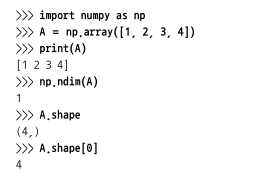 >>> import numpy as np
>>> A = np.array([1, 2, 3, 4])
>>> print(A)
[1 2 3 4]
>>> np.ndim(A)
1
>>> A.shape
(4,)
>>> A.shape[0]
4